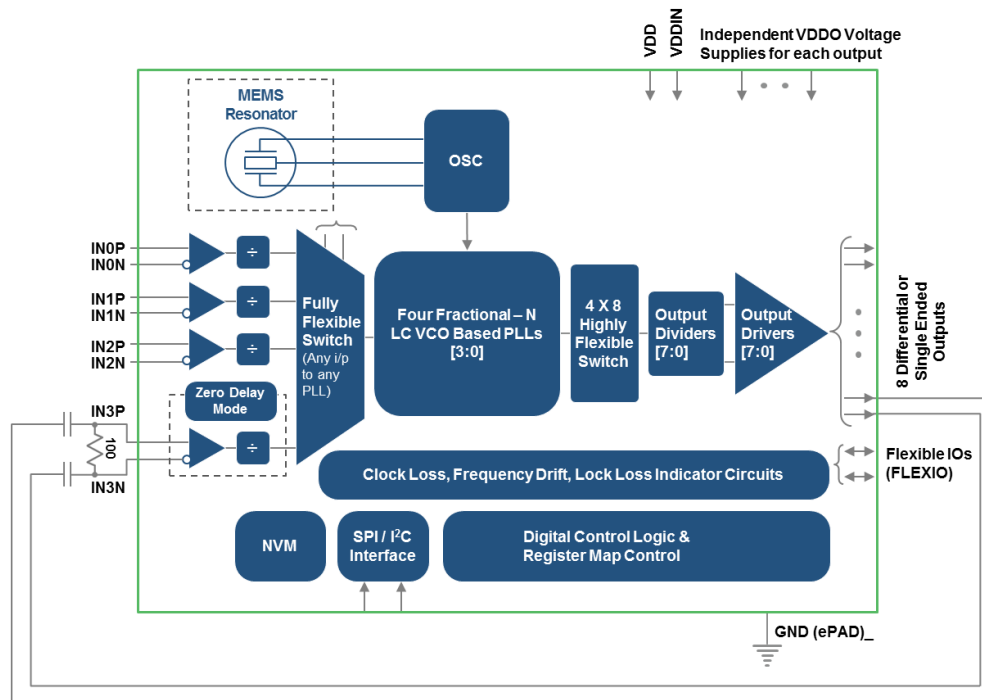 VDD
VDDIN
Independent VDDO Voltage
Supplies for each output
MEMS
Resonator
OSC
IN0P
IN0N
÷
IN1P
IN1N
÷
IN2P
IN2N
÷
Zero Delay
Mode
IN3P
100
IN3N
÷
Fully
Flexible
Switch
(Any i/p
to any
PLL)
Four Fractional – N
LC VCO Based PLLs
[3:0]
4 X 8
Highly
Flexible
Switch
Output
Dividers
[7:0]
Output
Drivers
[7:0]
8 Differential or
Single Ended
Outputs
Clock Loss, Frequency Drift, Lock Loss Indicator Circuits
Flexible IOs
(FLEXIO)
NVM
SPI / I²C
Interface
Digital Control Logic &
Register Map Control
GND (ePAD)_